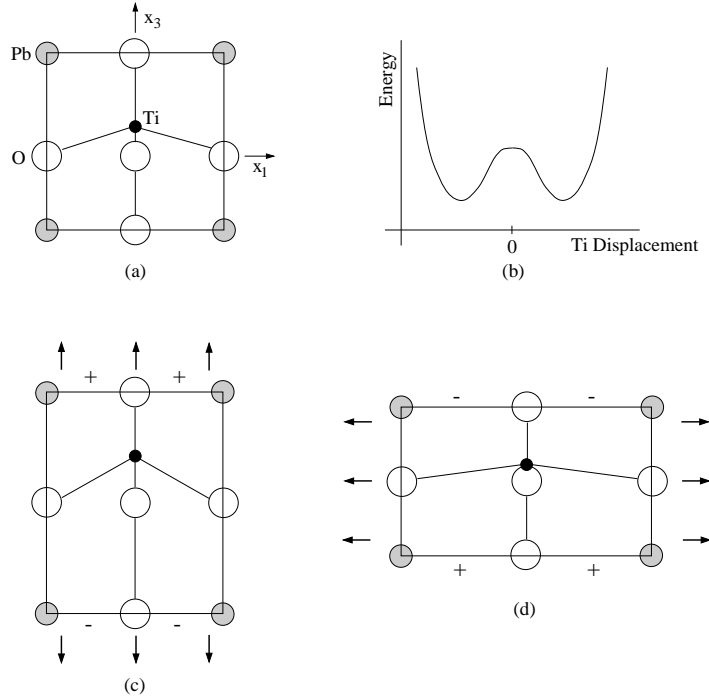 x3
Pb
Ti
O
x1
(a)
Energy
0
Ti Displacement
(b)
+ +
- -
(c)
- -
+ +
(d)